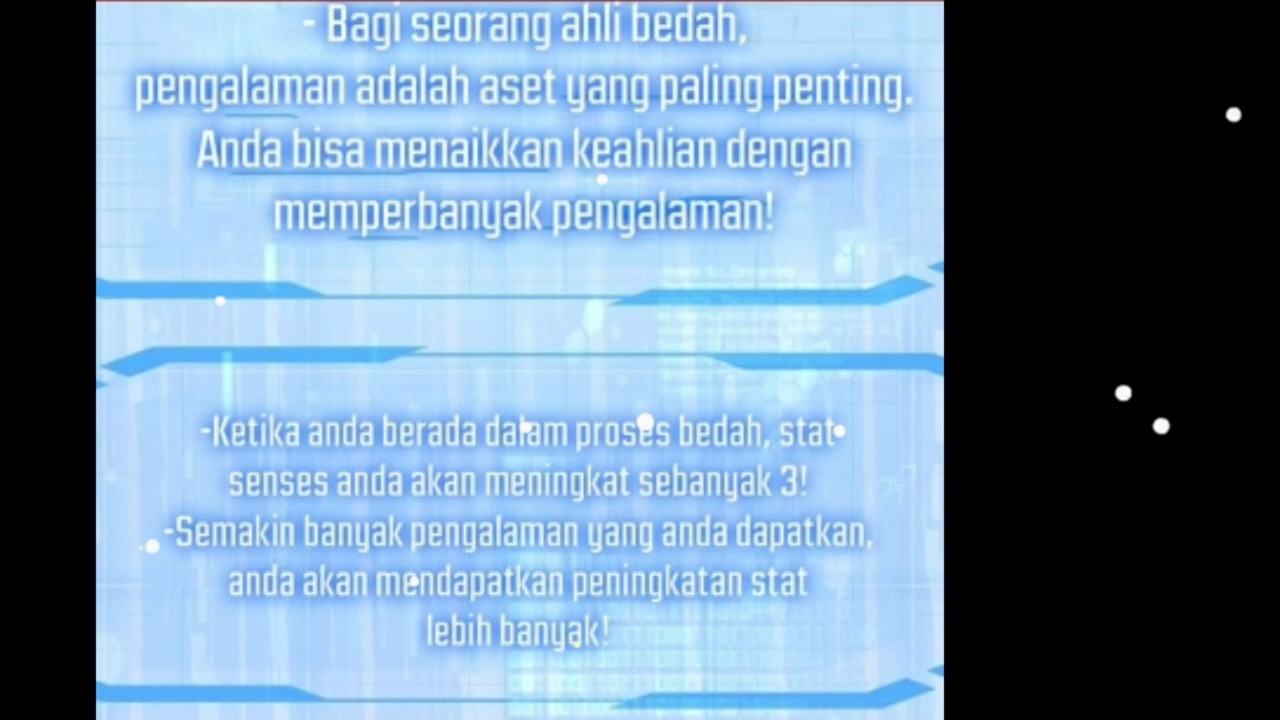 - Bagi seorang ahli bedah,
pengalaman adalah aset yang paling penting.
Anda bisa menaikkan keahlian dengan
memperbanyak pengalaman!
-Ketika anda berada dalam proses bedah, stat
senses anda akan meningkat sebanyak 3!
-Semakin banyak pengalaman yang anda dapatkan,
anda akan mendapatkan peningkatan stat
lebih banyak!